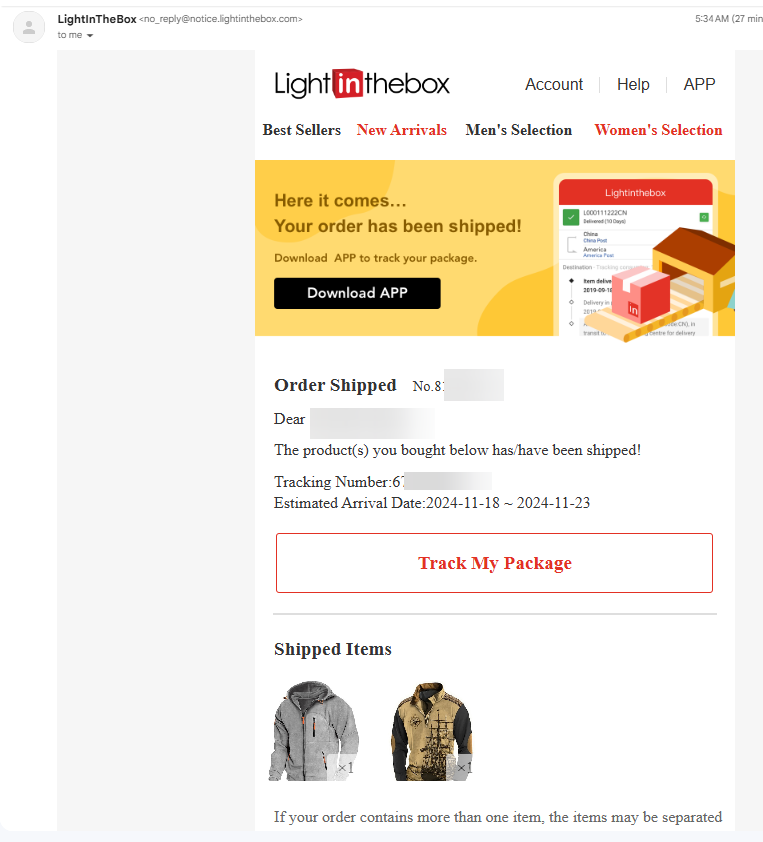 LightInTheBox <no_reply@notice.lightinthebox.com>
5:34 AM (27 min
to me
Lightinthebox
Account
Help
APP
Best Sellers
New Arrivals
Men's Selection
Women's Selection
Here it comes...
Your order has been shipped!
Download APP to track your package.
Download APP
Lightinthebox
L000111222CN
Delivered (10 Days)
China
China Post
America
America Post
Destination - Tracking
Item delive
2019-09-16
Delivery in
2019
in
transit to
centre for delivery
in
Order Shipped No.8
Dear
The product(s) you bought below has/have been shipped!
Tracking Number:67
Estimated Arrival Date:2024-11-18 ~ 2024-11-23
Track My Package
Shipped Items
×1
×1
If your order contains more than one item, the items may be separated